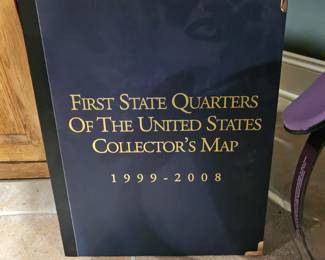 FIRST STATE QUARTERS
OF THE UNITED STATES
COLLECTOR'S MAP
1999-2008